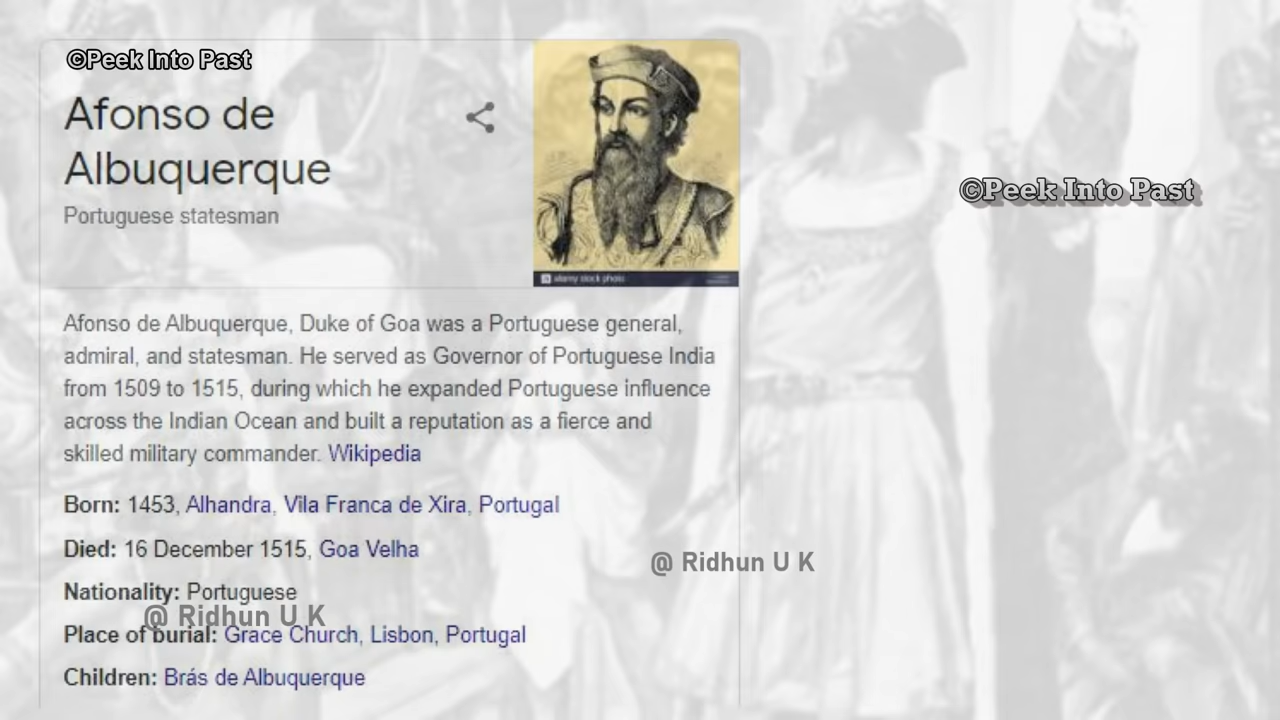 ©Peek Into Past
Afonso de
Albuquerque
Portuguese statesman
alamy stock photo
©Peek Into Past
Afonso de Albuquerque, Duke of Goa was a Portuguese general,
admiral, and statesman. He served as Governor of Portuguese India
from 1509 to 1515, during which he expanded Portuguese influence
across the Indian Ocean and built a reputation as a fierce and
skilled military commander. Wikipedia
Born: 1453, Alhandra, Vila Franca de Xira, Portugal
Died: 16 December 1515, Goa Velha
@ Ridhun U K
Nationality: Portuguese
@ Ridhun U K
Place of burial: Grace Church, Lisbon, Portugal
Children: Brás de Albuquerque